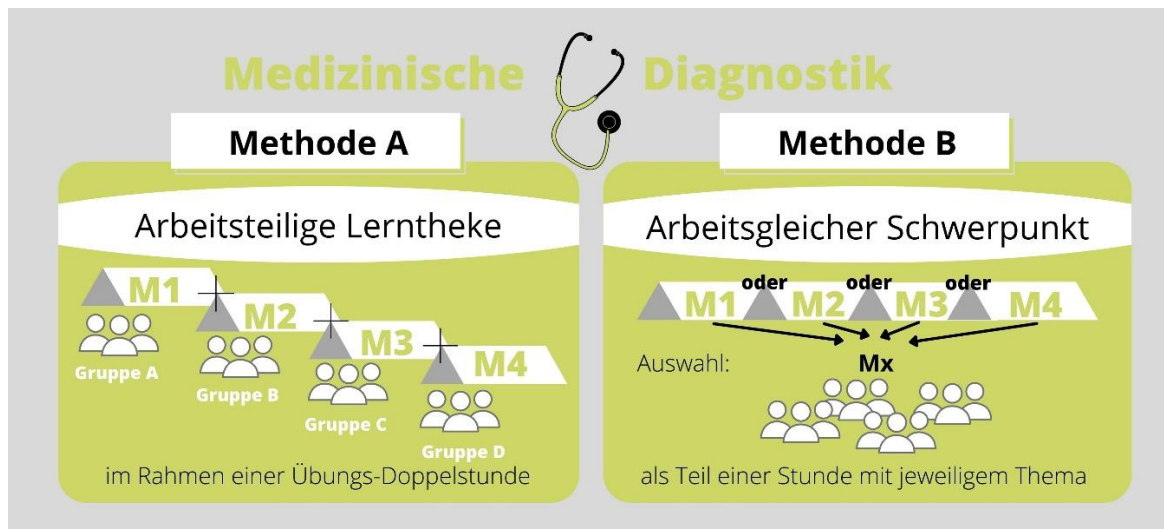 Medizinische Diagnostik
Methode A
Arbeitsteilige Lerntheke
M1
Gruppe A
M2
Gruppe B
M3
Gruppe C
M4
Gruppe D
im Rahmen einer Übungs-Doppelstunde
Methode B
Arbeitsgleicher Schwerpunkt
M1 oder M2 oder M3 oder M4
Auswahl: Mx
als Teil einer Stunde mit jeweiligem Thema